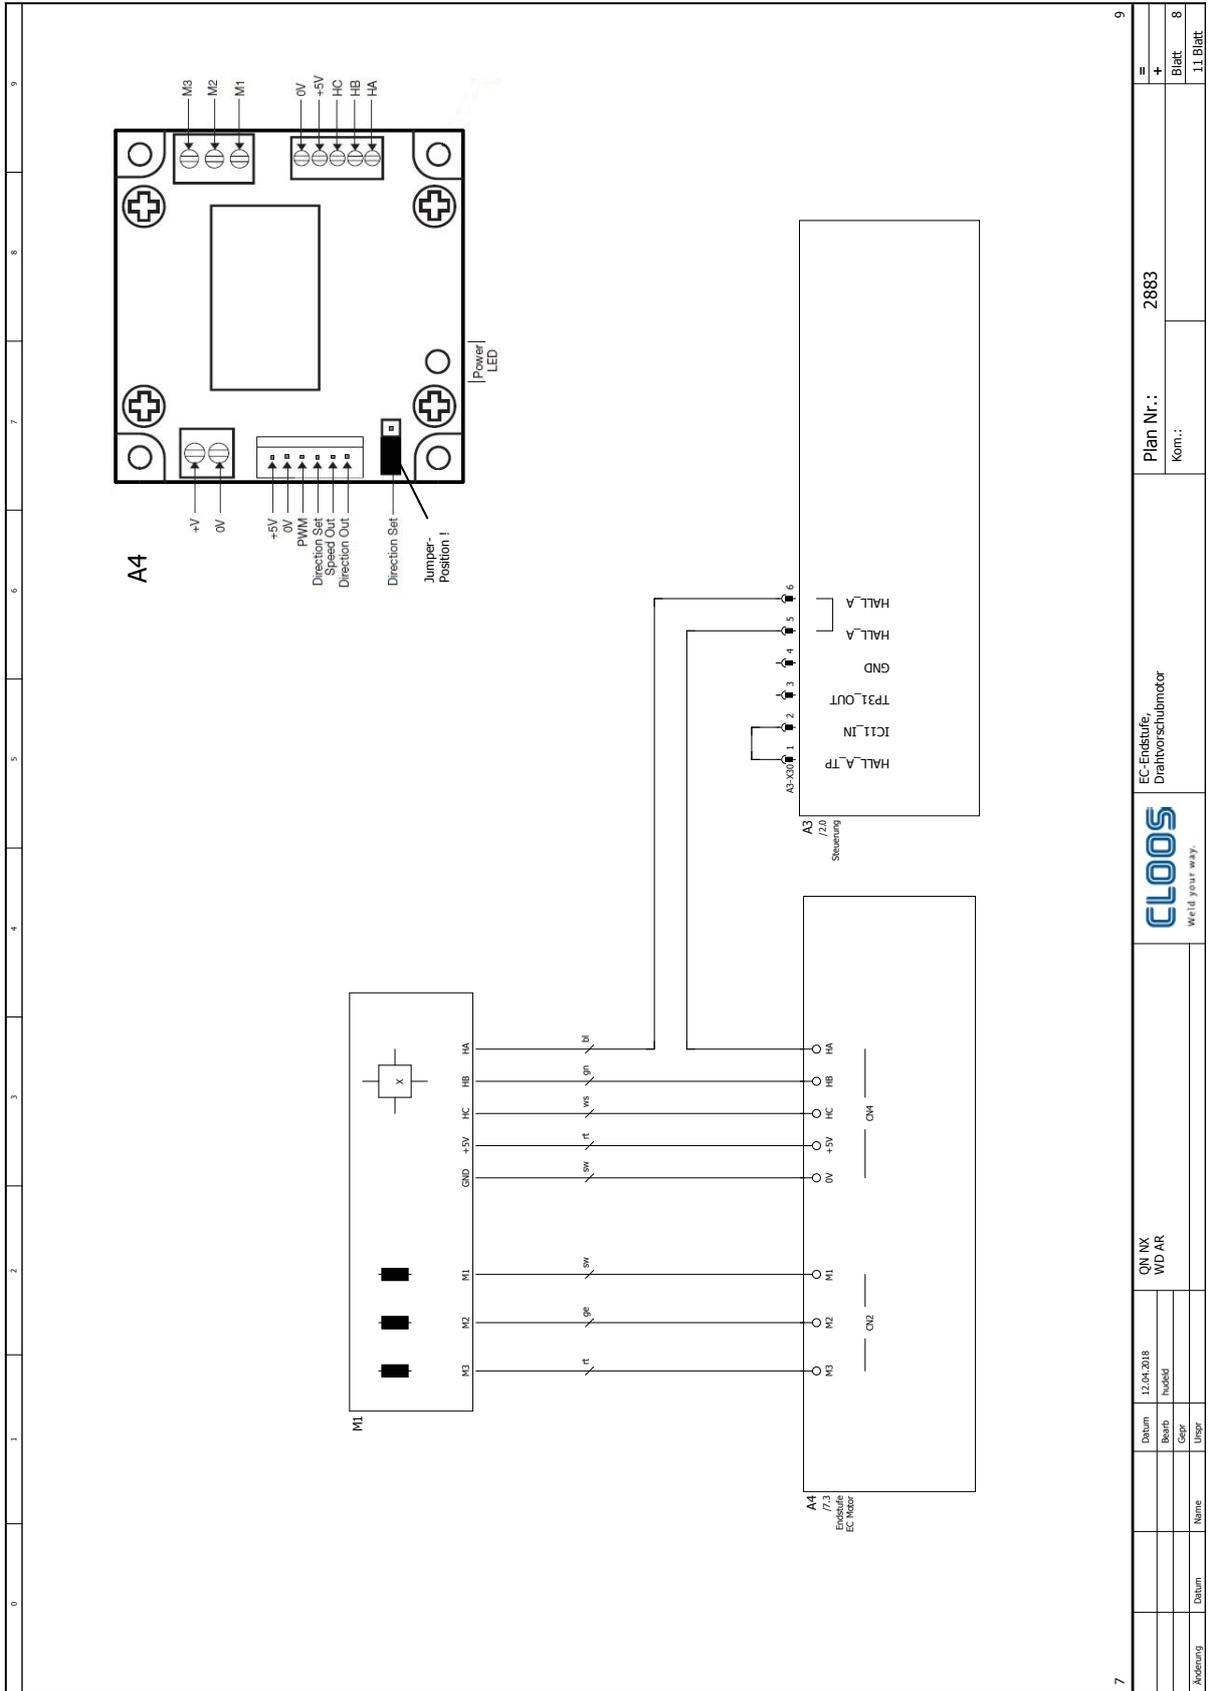 0
1
2
3
4
5
6
7
8
9
A4
+V
0V
+5V
0V
PWM
Direction Set
Speed Out
Direction Out
Direction Set
Jumper-
Position !
Power
LED
M3
M2
M1
0V
+5V
HC
HB
HA
M1
X
M3
M2
M1
GND
+5V
HC
HB
HA
rt
ge
sw
sw
rt
ws
gn
bl
M3
M2
M1
0V
+5V
HC
HB
HA
CN2
CN4
A4
/7.3
Endstufe
EC Motor
A3
/2.0
Steuerung
A3-X30
1
2
3
4
5
6
HALL_A_TP
IC11_IN
TP31_OUT
GND
HALL_A
HALL_A
7
9
Änderung
Datum
Name
Datum
12.04.2018
Bearb
hudeld
Gepr
Urspr
QN NX
WD AR
CLOOS
Weld your way.
EC-Endstufe,
Drahtvorschubmotor
Plan Nr.: 2883
Kom.:
=
+
Blatt 8
11 Blatt